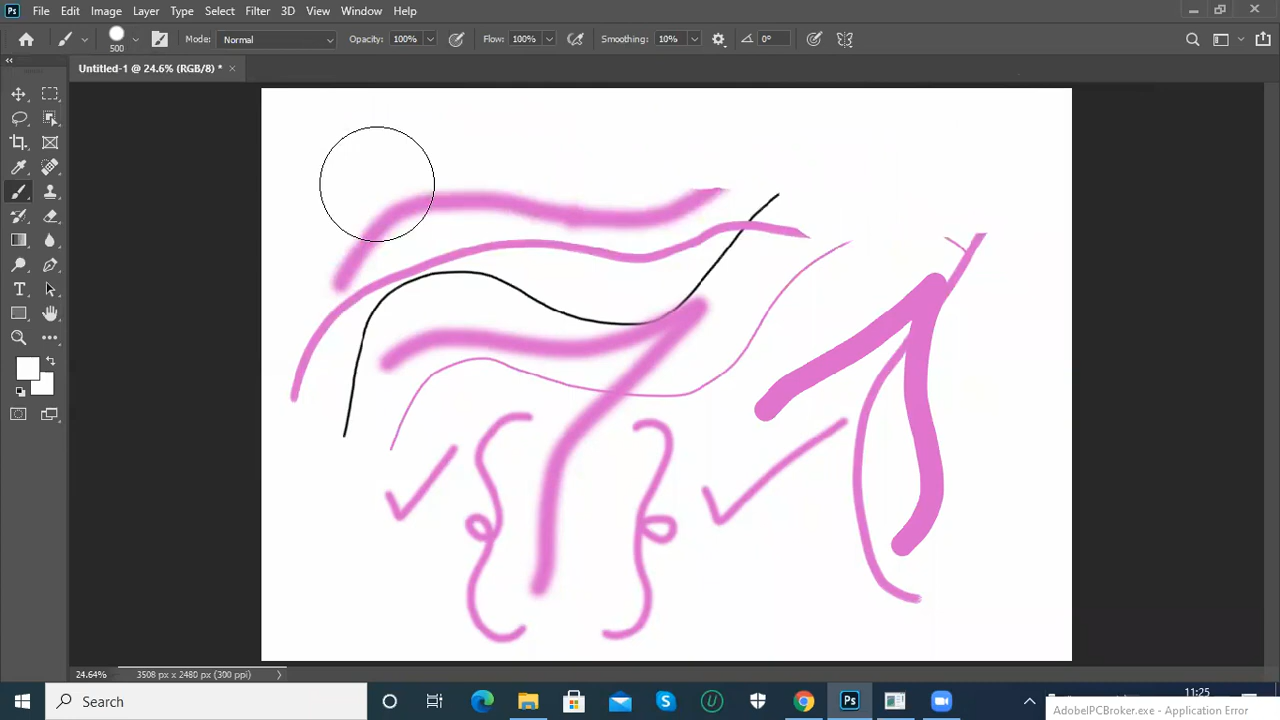 Ps File Edit Image Layer Type Select Filter 3D View Window Help
500 Mode: Normal Opacity: 100% Flow: 100% Smoothing: 10% 0°
Untitled-1 @ 24.6% (RGB/8) * ×
T
24.64% 3508 px x 2480 px (300 ppi)
Search Ps 11:25
AdobeIPCBroker.exe - Application Error